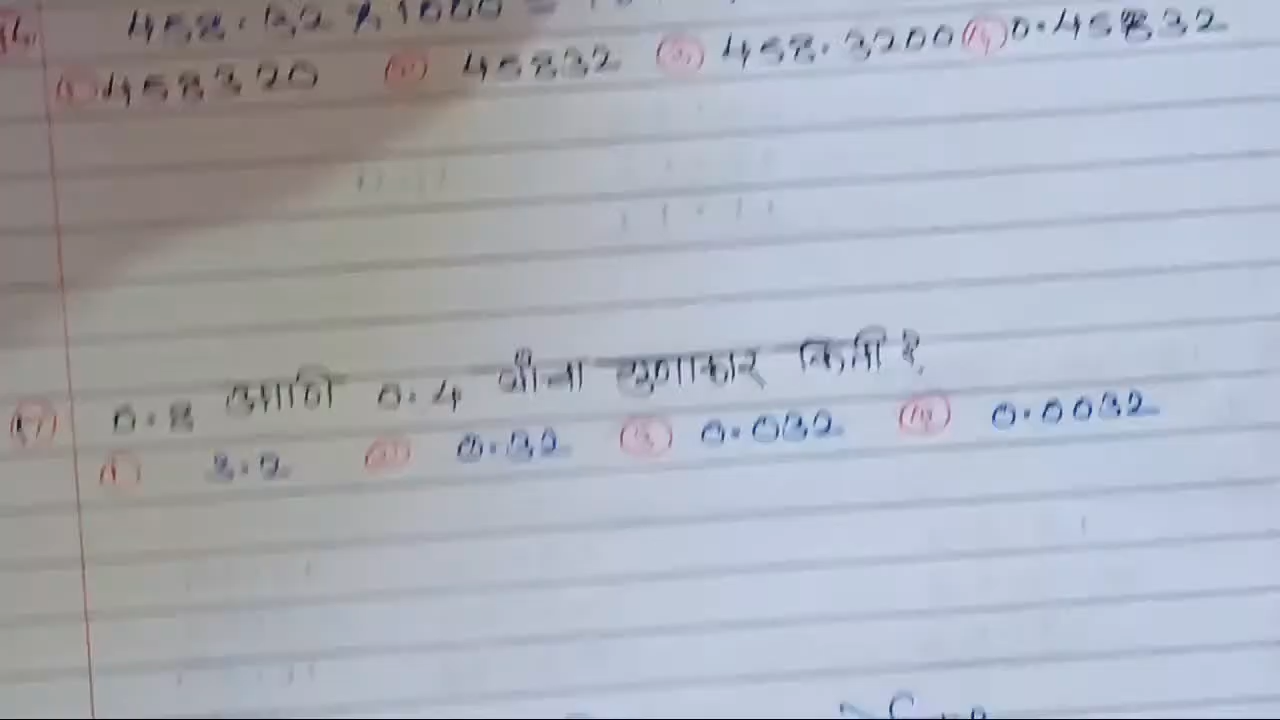 458.32 × 1000 =
(1) 458320 (2) 45832 (3) 458.3200 (4) 0.45832
(17) 0.8 आणि 0.4 यांचा गुणाकार किती?
(1) 3.2 (2) 0.32 (3) 0.032 (4) 0.0032